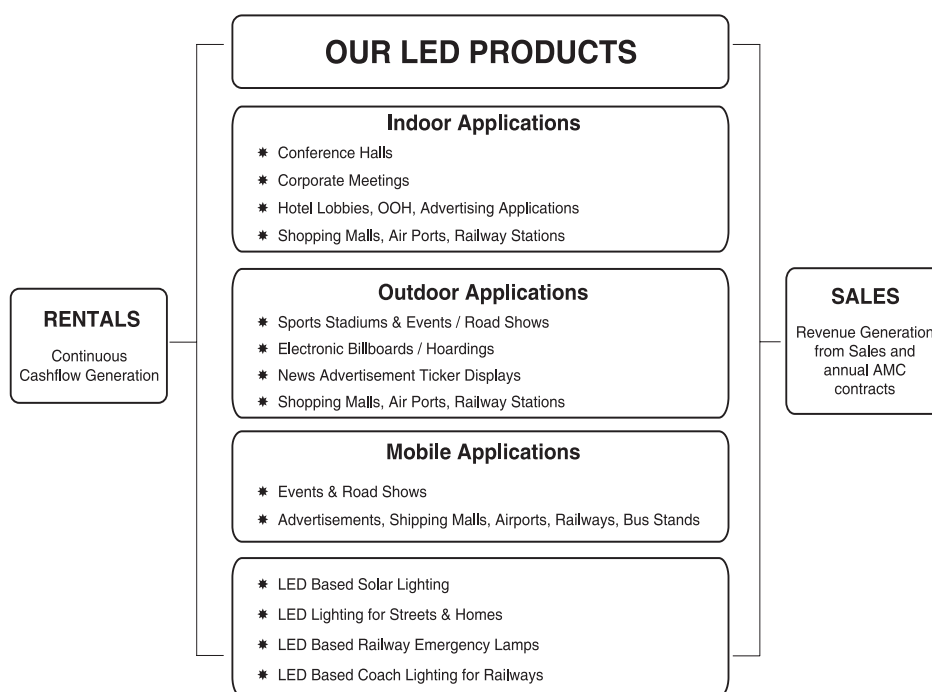 OUR LED PRODUCTS
Indoor Applications
✷ Conference Halls
✷ Corporate Meetings
✷ Hotel Lobbies, OOH, Advertising Applications
✷ Shopping Malls, Air Ports, Railway Stations
RENTALS
Continuous
Cashflow Generation
Outdoor Applications
✷ Sports Stadiums & Events / Road Shows
✷ Electronic Billboards / Hoardings
✷ News Advertisement Ticker Displays
✷ Shopping Malls, Air Ports, Railway Stations
SALES
Revenue Generation
from Sales and
annual AMC
contracts
Mobile Applications
✷ Events & Road Shows
✷ Advertisements, Shipping Malls, Airports, Railways, Bus Stands
✷ LED Based Solar Lighting
✷ LED Lighting for Streets & Homes
✷ LED Based Railway Emergency Lamps
✷ LED Based Coach Lighting for Railways